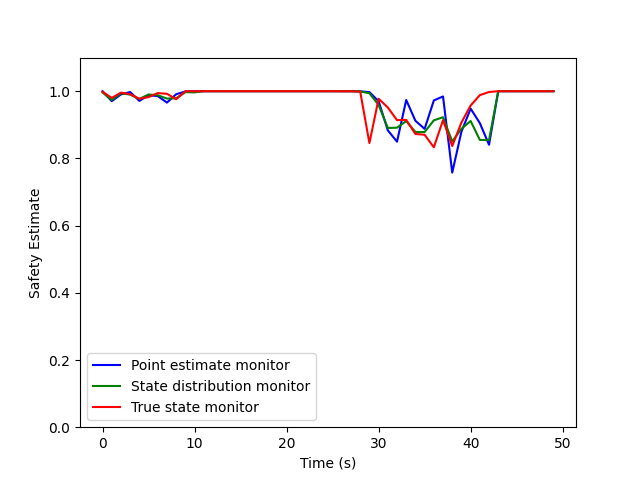 1.0
0.8
0.6
0.4
0.2
0.0
Safety Estimate
Point estimate monitor
State distribution monitor
True state monitor
0 10 20 30 40 50
Time (s)